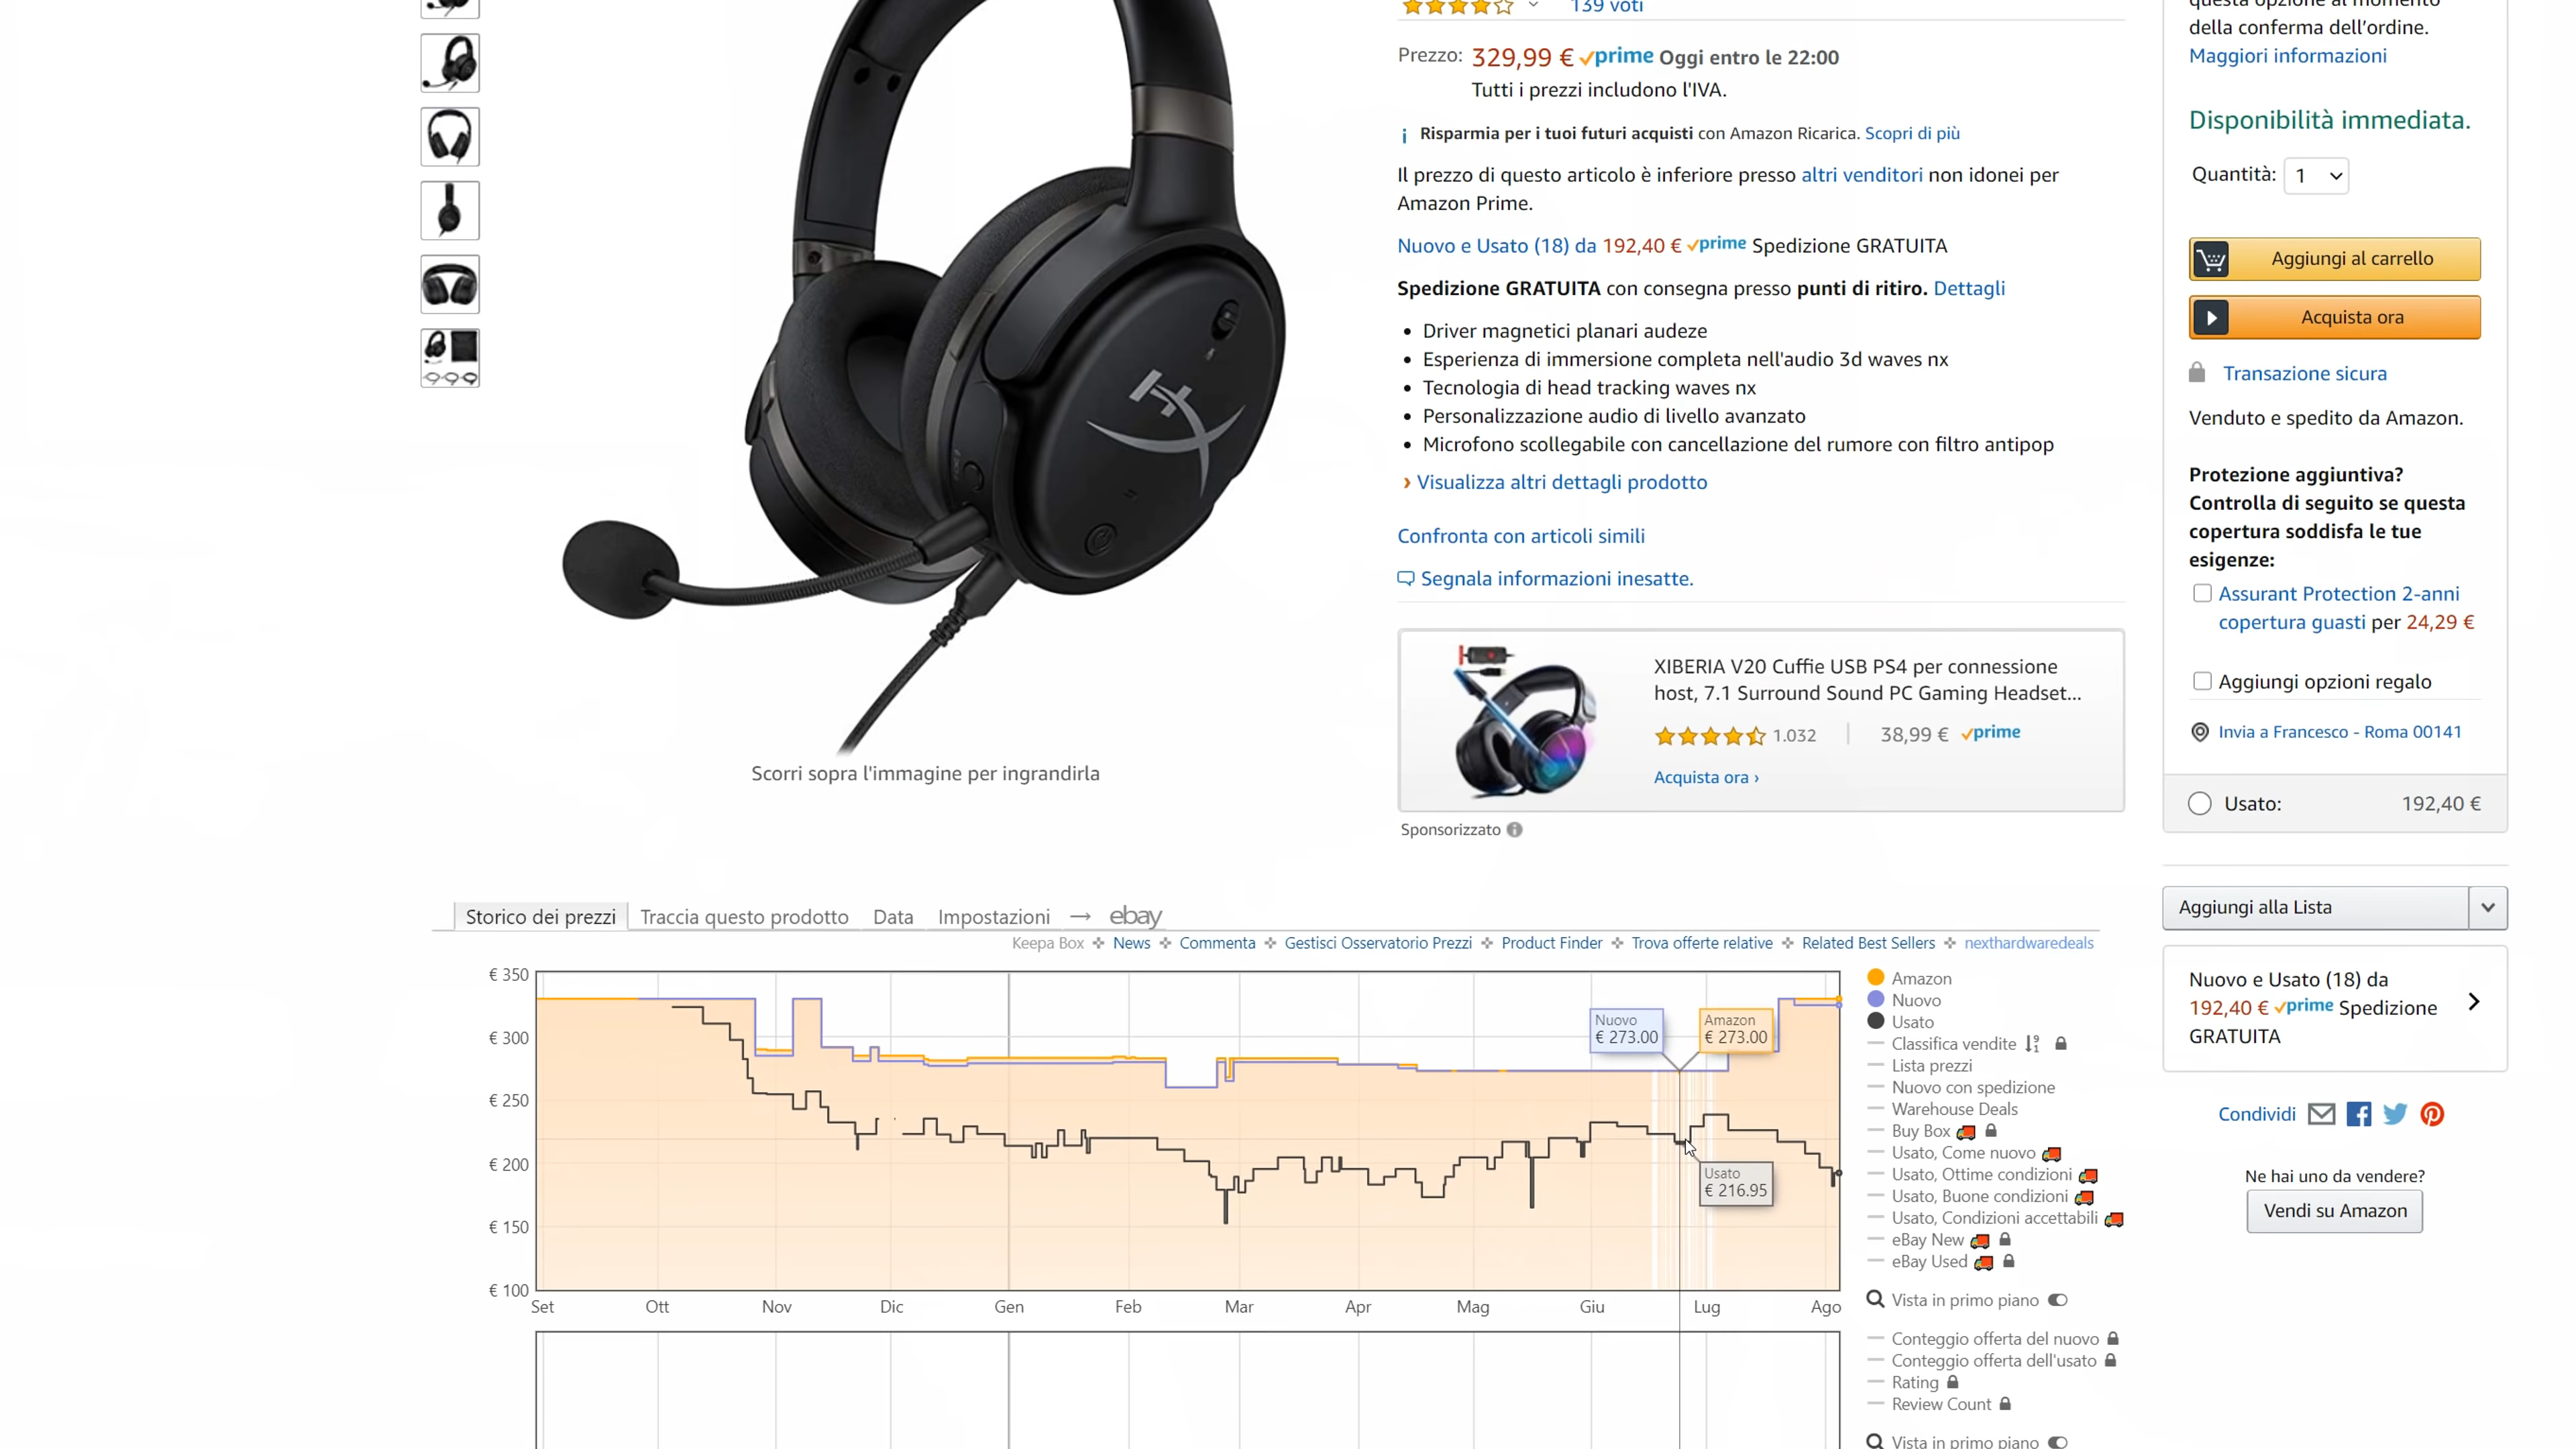 139 voti
Prezzo: 329,99 € prime Oggi entro le 22:00
Tutti i prezzi includono l'IVA.
Risparmia per i tuoi futuri acquisti con Amazon Ricarica. Scopri di più
Il prezzo di questo articolo è inferiore presso altri venditori non idonei per
Amazon Prime.
Nuovo e Usato (18) da 192,40 € prime Spedizione GRATUITA
Spedizione GRATUITA con consegna presso punti di ritiro. Dettagli
Driver magnetici planari audeze
Esperienza di immersione completa nell'audio 3d waves nx
Tecnologia di head tracking waves nx
Personalizzazione audio di livello avanzato
Microfono scollegabile con cancellazione del rumore con filtro antipop
› Visualizza altri dettagli prodotto
Confronta con articoli simili
Segnala informazioni inesatte.
XIBERIA V20 Cuffie USB PS4 per connessione
host, 7.1 Surround Sound PC Gaming Headset...
1.032 | 38,99 € prime
Acquista ora ›
Sponsorizzato
Scorri sopra l'immagine per ingrandirla
questa opzione al momento
della conferma dell'ordine.
Maggiori informazioni
Disponibilità immediata.
Quantità: 1
Aggiungi al carrello
Acquista ora
Transazione sicura
Venduto e spedito da Amazon.
Protezione aggiuntiva?
Controlla di seguito se questa
copertura soddisfa le tue
esigenze:
Assurant Protection 2-anni
copertura guasti per 24,29 €
Aggiungi opzioni regalo
Invia a Francesco - Roma 00141
Usato: 192,40 €
Aggiungi alla Lista
Nuovo e Usato (18) da
192,40 € prime Spedizione
GRATUITA
Condividi
Ne hai uno da vendere?
Vendi su Amazon
Storico dei prezzi Traccia questo prodotto Data Impostazioni → ebay
Keepa Box News Commenta Gestisci Osservatorio Prezzi Product Finder Trova offerte relative Related Best Sellers nexthardwaredeals
€ 350
€ 300
€ 250
€ 200
€ 150
€ 100
Nuovo
€ 273.00
Amazon
€ 273.00
Usato
€ 216.95
Set Ott Nov Dic Gen Feb Mar Apr Mag Giu Lug Ago
Amazon
Nuovo
Usato
Classifica vendite
Lista prezzi
Nuovo con spedizione
Warehouse Deals
Buy Box
Usato, Come nuovo
Usato, Ottime condizioni
Usato, Buone condizioni
Usato, Condizioni accettabili
eBay New
eBay Used
Vista in primo piano
Conteggio offerta del nuovo
Conteggio offerta dell'usato
Rating
Review Count
Vista in primo piano